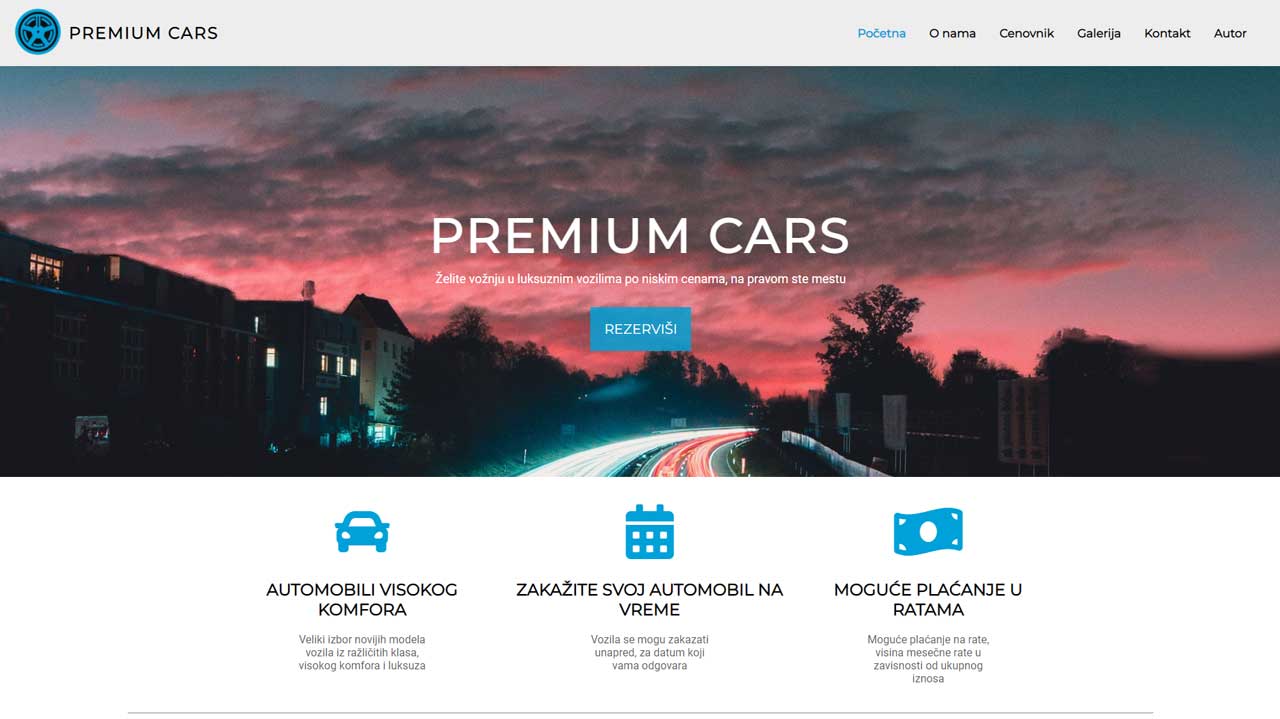 PREMIUM CARS
Početna O nama Cenovnik Galerija Kontakt Autor
PREMIUM CARS
Želite vožnju u luksuznim vozilima po niskim cenama, na pravom ste mestu
REZERVIŠI
AUTOMOBILI VISOKOG
KOMFORA
Veliki izbor novijih modela
vozila iz ražličitih klasa,
visokog komfora i luksuza
ZAKAŽITE SVOJ AUTOMOBIL NA
VREME
Vozila se mogu zakazati
unapred, za datum koji
vama odgovara
MOGUĆE PLAĆANJE U
RATAMA
Moguće plaćanje na rate,
visina mesečne rate u
zavisnosti od ukupnog
iznosa